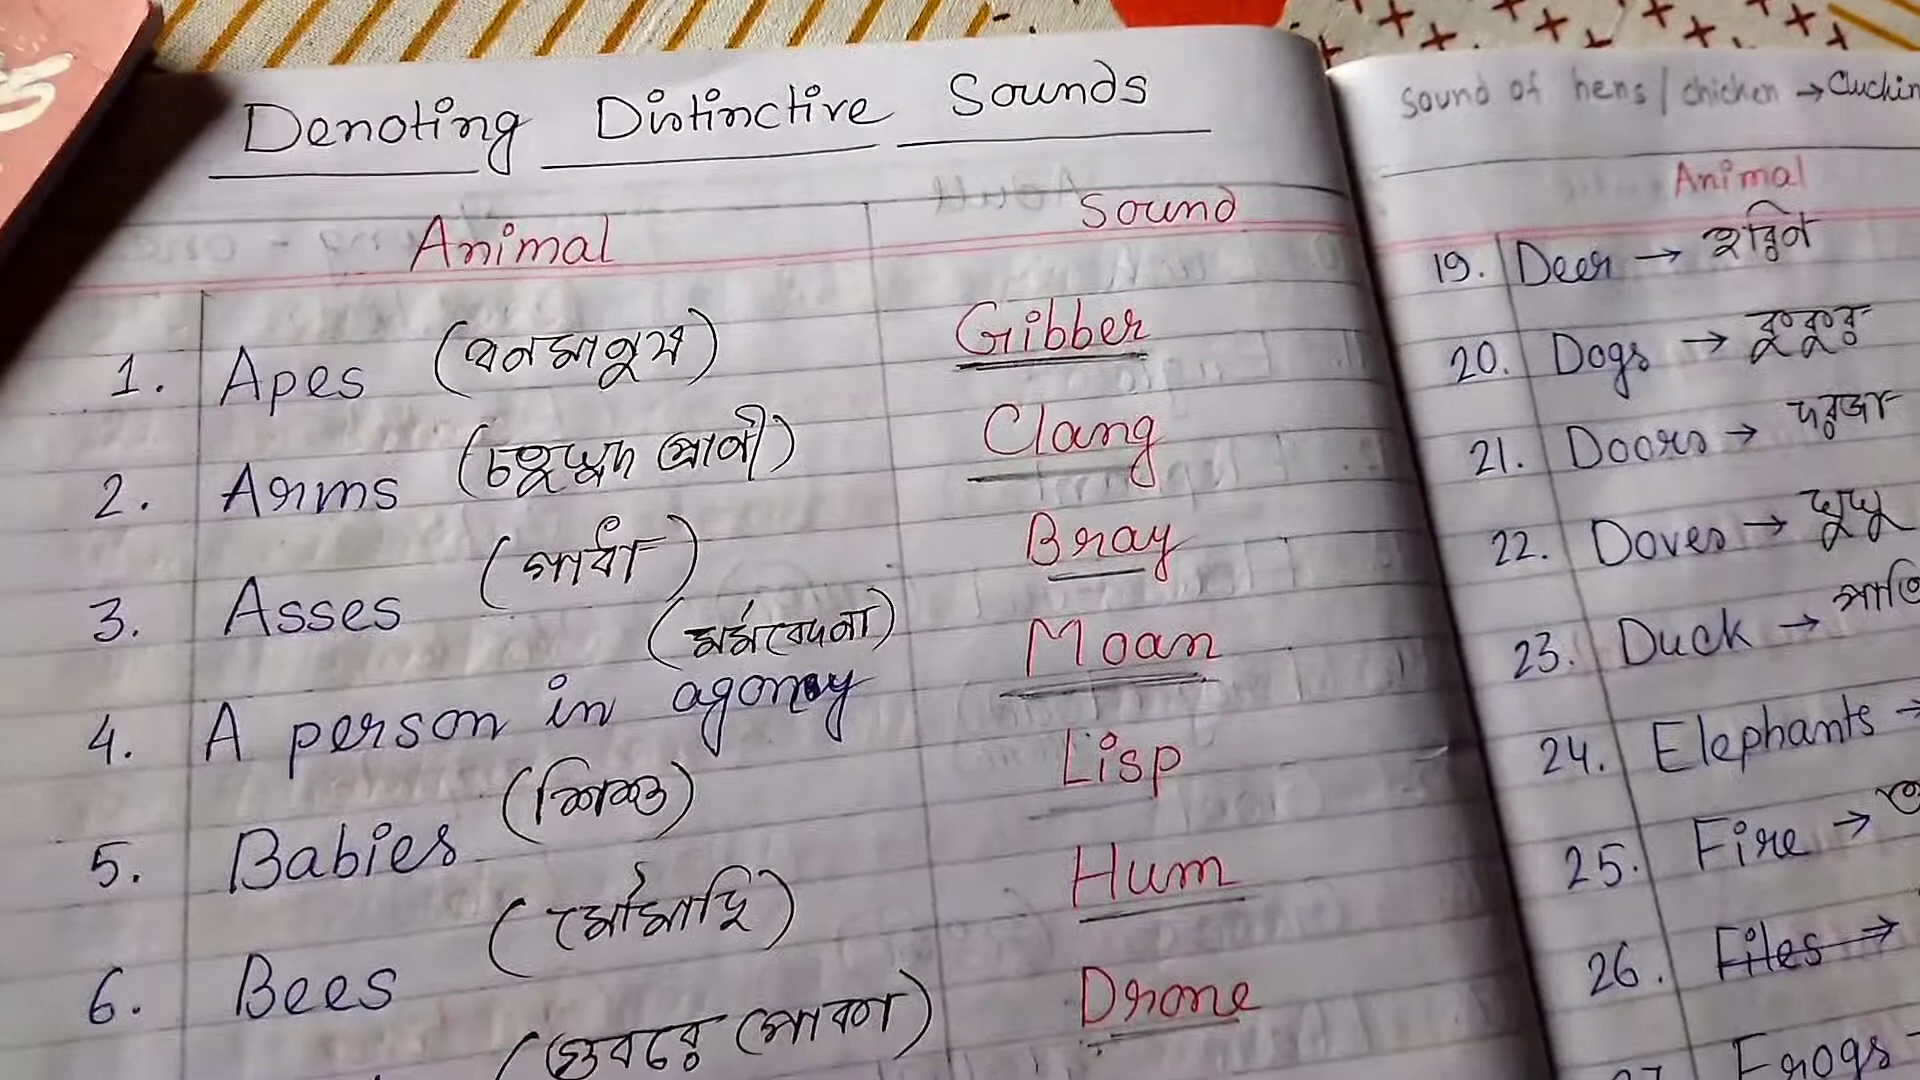 Denoting Distinctive Sounds
Animal Sound
1. Apes (বনমানুষ) Gibber
2. Arms (চতুষ্পদ প্রাণী) Clang
3. Asses (গাধা) Bray
4. A person in agony (মর্মবেদনা) Moan
5. Babies (শিশু) Lisp
6. Bees (মৌমাছি) Hum
(গুবরে পোকা) Drone
Sound of hens / chicken →
Animal
19. Deer → হরিণ
20. Dogs → কুকুর
21. Doors → দরজা
22. Doves → ঘুঘু
23. Duck →
24. Elephants →
25. Fire →
26. Files →
Frogs